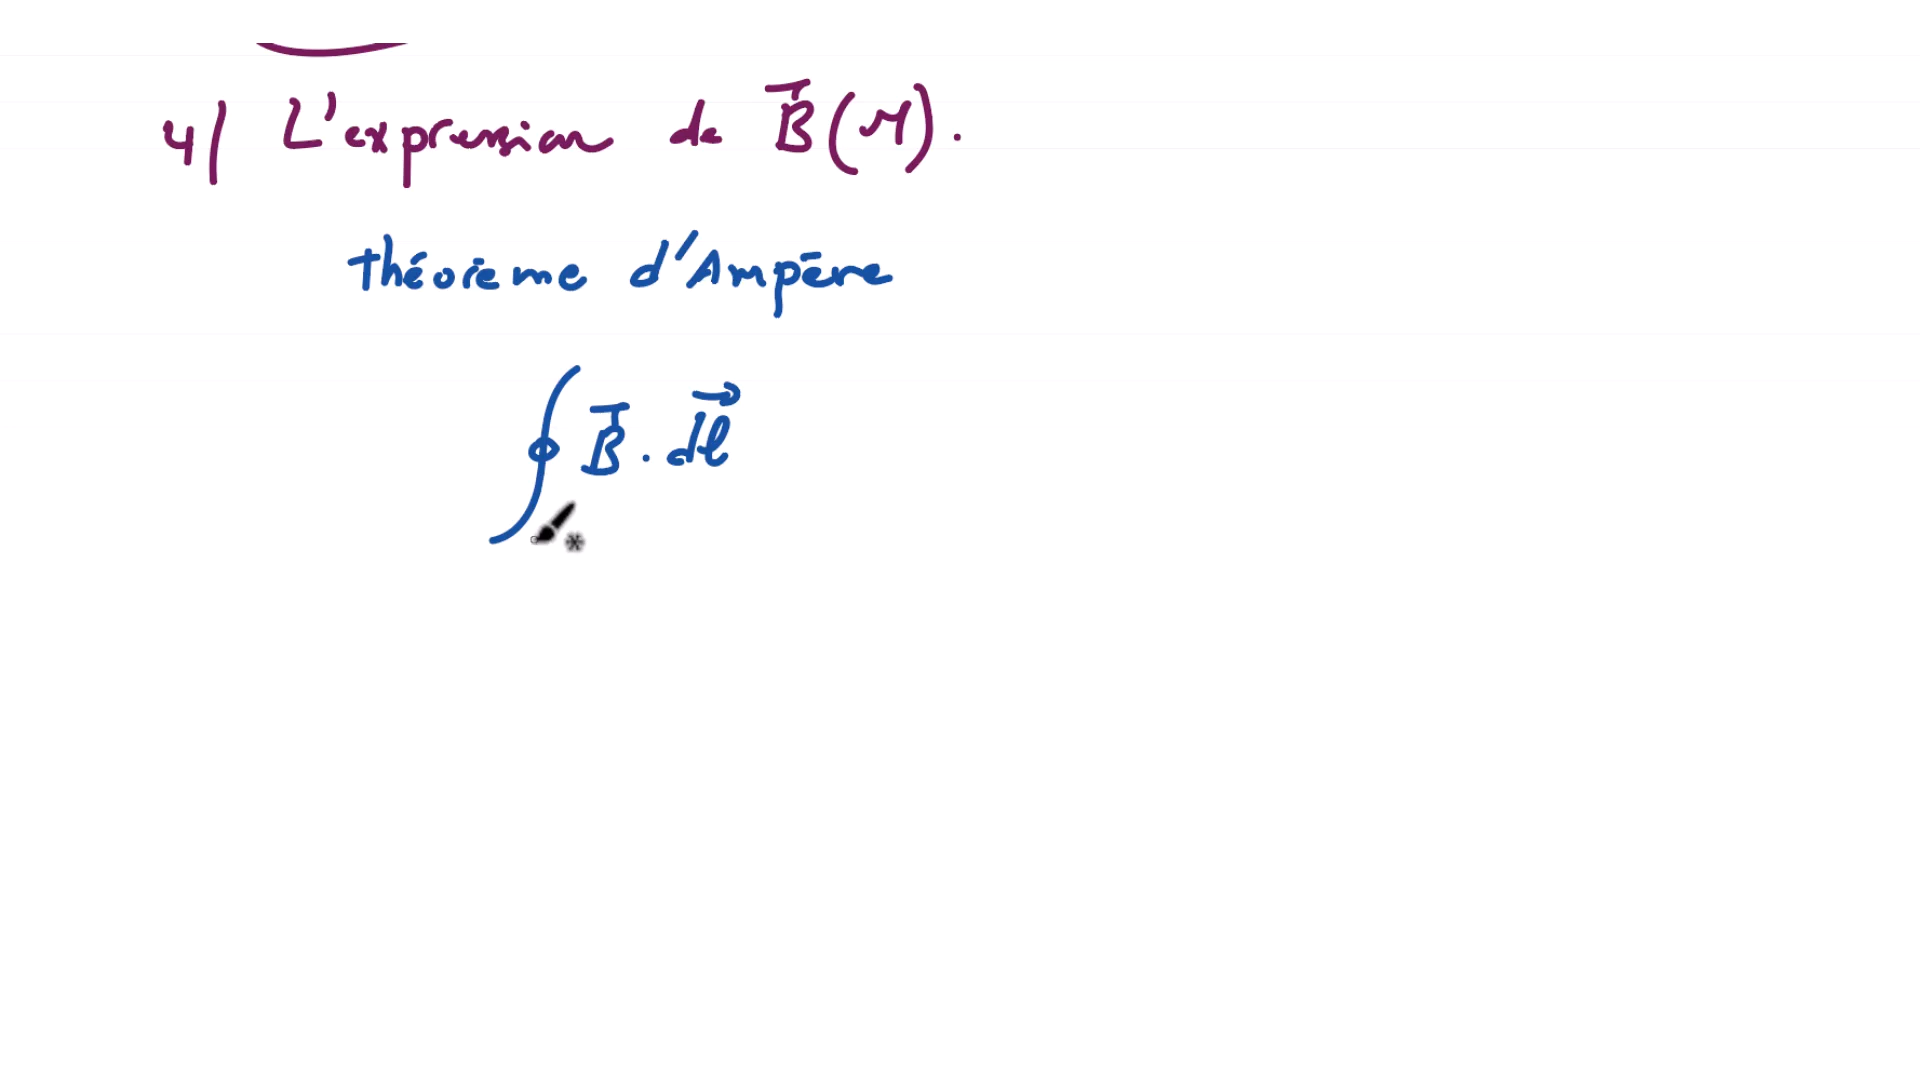 4/ L'expression de B⃗(M).
théorème d'Ampère
∮ B⃗ . dl⃗